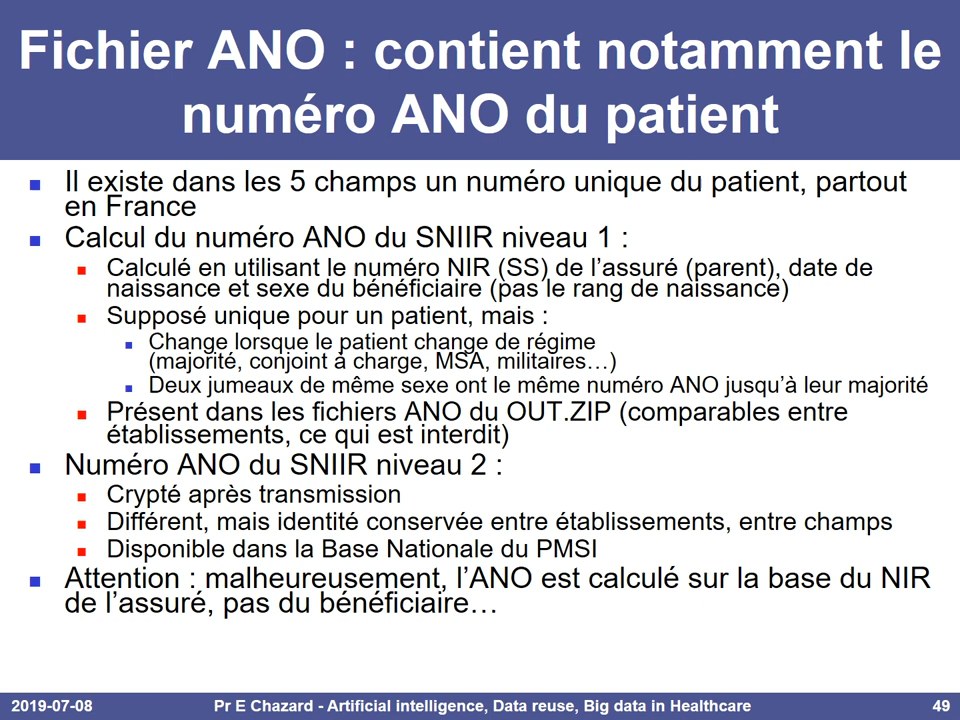 Fichier ANO : contient notamment le
numéro ANO du patient
Il existe dans les 5 champs un numéro unique du patient, partout
en France
Calcul du numéro ANO du SNIIR niveau 1 :
Calculé en utilisant le numéro NIR (SS) de l’assuré (parent), date de
naissance et sexe du bénéficiaire (pas le rang de naissance)
Supposé unique pour un patient, mais :
Change lorsque le patient change de régime
(majorité, conjoint à charge, MSA, militaires…)
Deux jumeaux de même sexe ont le même numéro ANO jusqu’à leur majorité
Présent dans les fichiers ANO du OUT.ZIP (comparables entre
établissements, ce qui est interdit)
Numéro ANO du SNIIR niveau 2 :
Crypté après transmission
Différent, mais identité conservée entre établissements, entre champs
Disponible dans la Base Nationale du PMSI
Attention : malheureusement, l’ANO est calculé sur la base du NIR
de l’assuré, pas du bénéficiaire…
2019-07-08 Pr E Chazard - Artificial intelligence, Data reuse, Big data in Healthcare 49